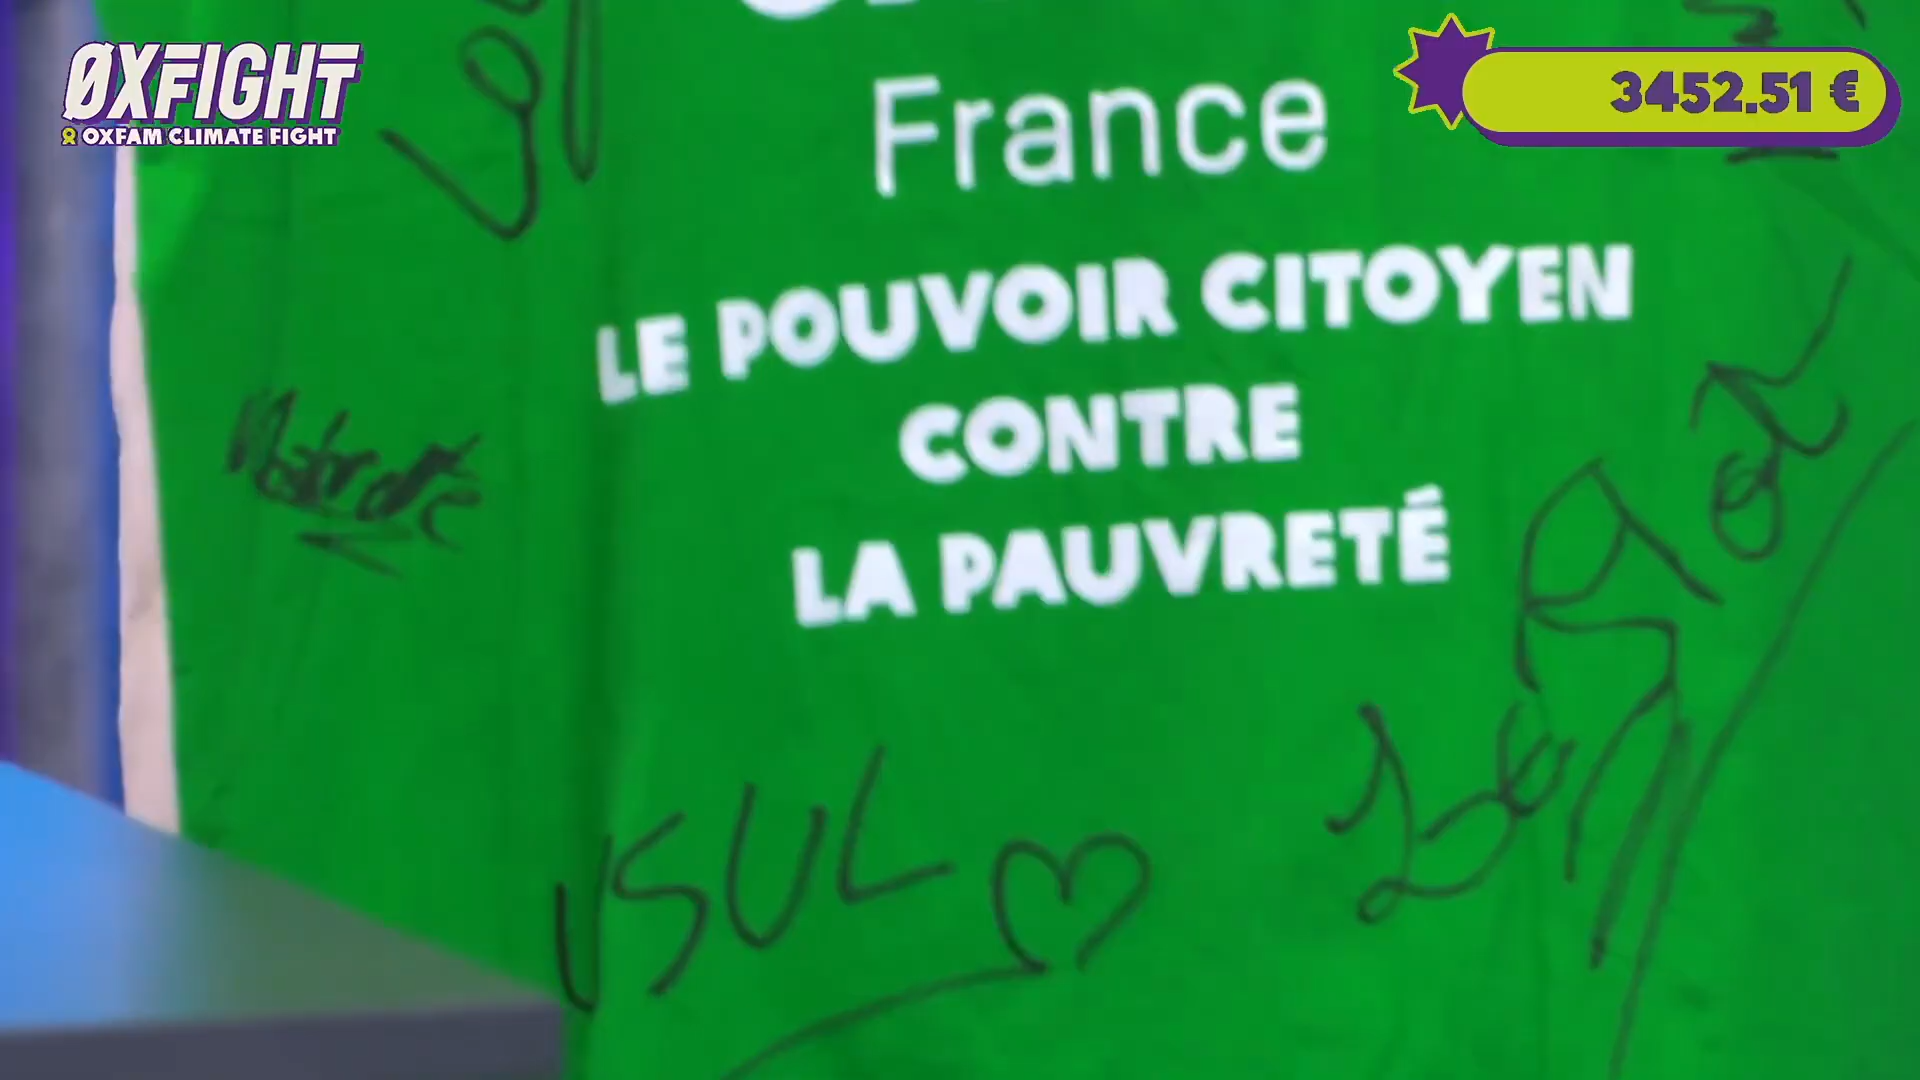 ØXFIGHT
OXFAM CLIMATE FIGHT
3452.51 €
France
LE POUVOIR CITOYEN
CONTRE
LA PAUVRETÉ
USUL